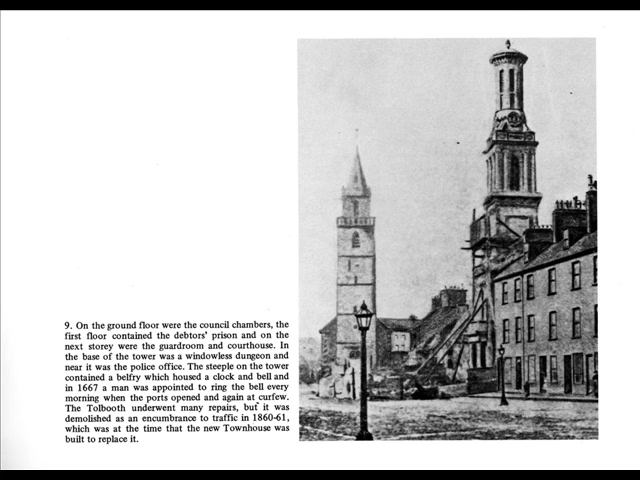 9. On the ground floor were the council chambers, the
first floor contained the debtors' prison and on the
next storey were the guardroom and courthouse. In
the base of the tower was a windowless dungeon and
near it was the police office. The steeple on the tower
contained a belfry which housed a clock and bell and
in 1667 a man was appointed to ring the bell every
morning when the ports opened and again at curfew.
The Tolbooth underwent many repairs, but it was
demolished as an encumbrance to traffic in 1860-61,
which was at the time that the new Townhouse was
built to replace it.